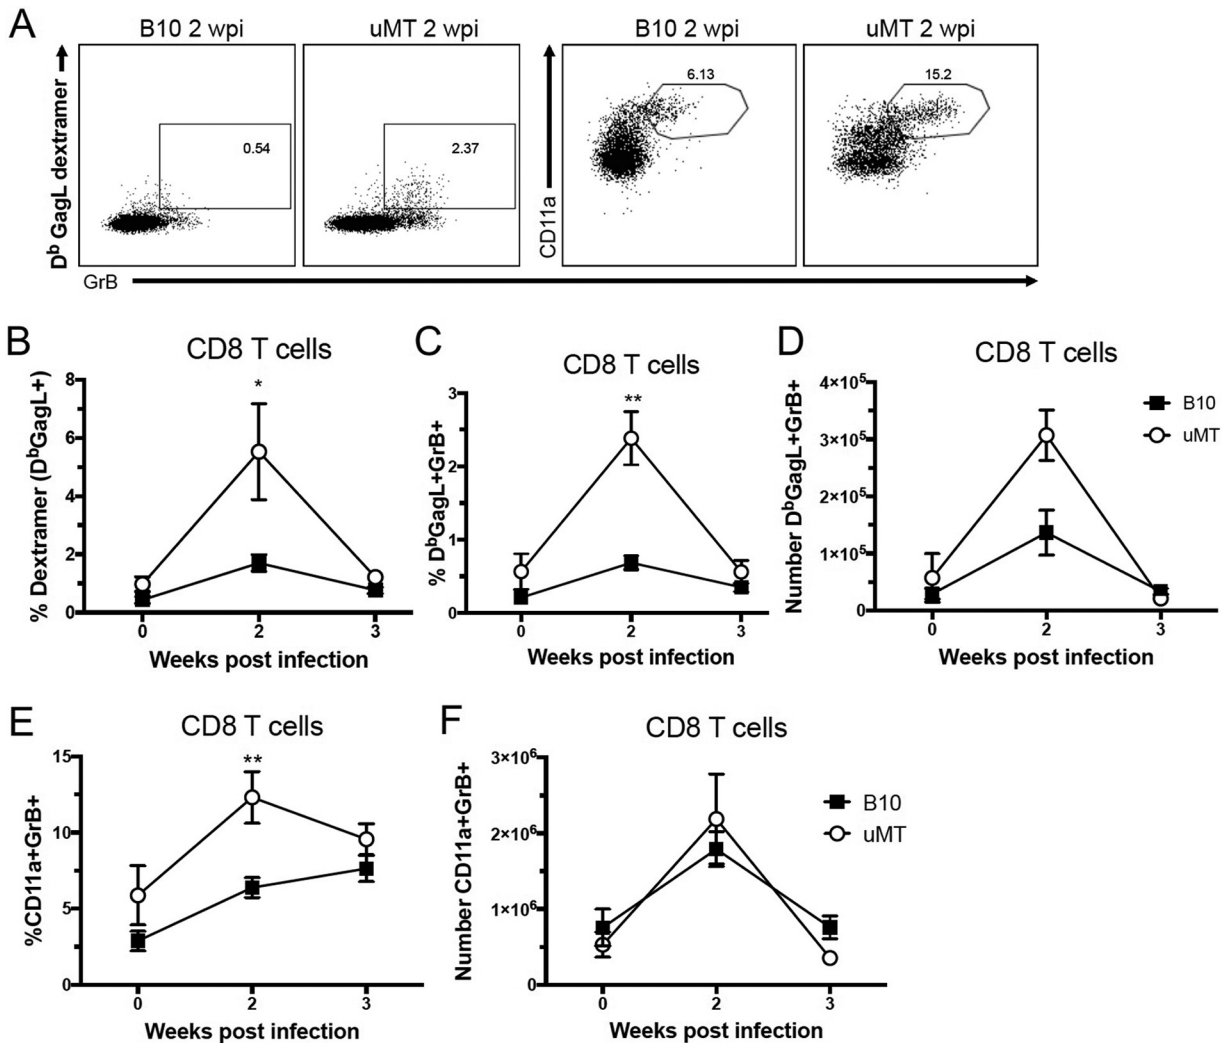 A
B10 2 wpi
uMT 2 wpi
B10 2 wpi
uMT 2 wpi
Dᵇ GagL dextramer
0.54
2.37
CD11a
6.13
15.2
GrB
B
CD8 T cells
% Dextramer (DᵇGagL+)
8
6
4
2
0
*
0 2 3
Weeks post infection
C
CD8 T cells
% DᵇGagL+GrB+
3
2
1
0
**
0 2 3
Weeks post infection
D
CD8 T cells
Number DᵇGagL+GrB+
4×10⁵
3×10⁵
2×10⁵
1×10⁵
0
0 2 3
Weeks post infection
B10
uMT
E
CD8 T cells
%CD11a+GrB+
15
10
5
0
**
0 2 3
Weeks post infection
F
CD8 T cells
Number CD11a+GrB+
3×10⁶
2×10⁶
1×10⁶
0
0 2 3
Weeks post infection
B10
uMT